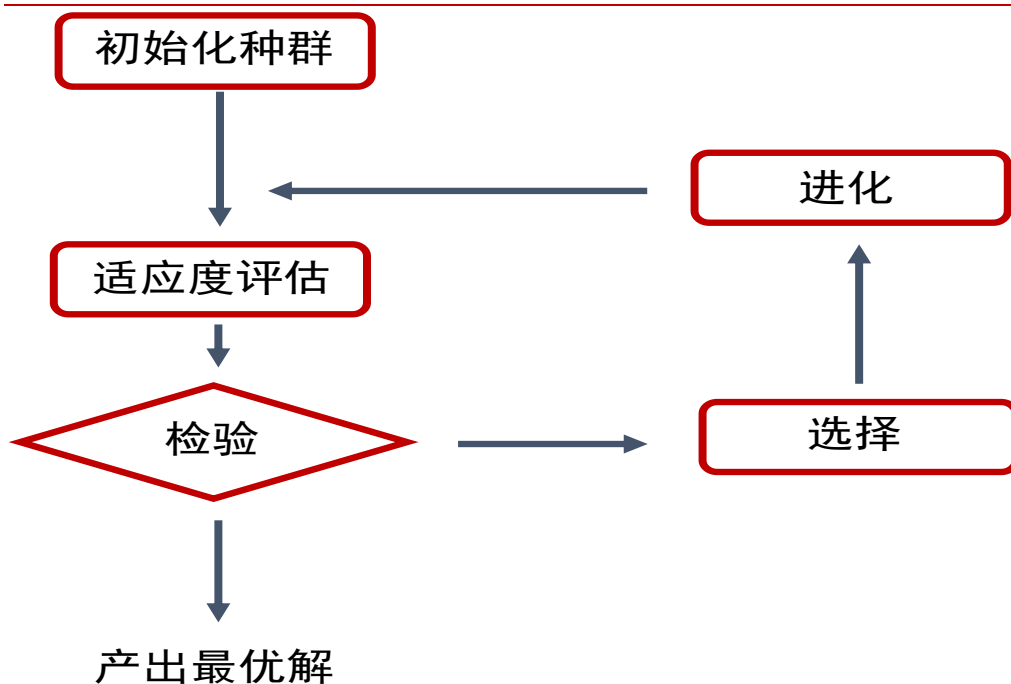 初始化种群
进化
适应度评估
检验
选择
产出最优解